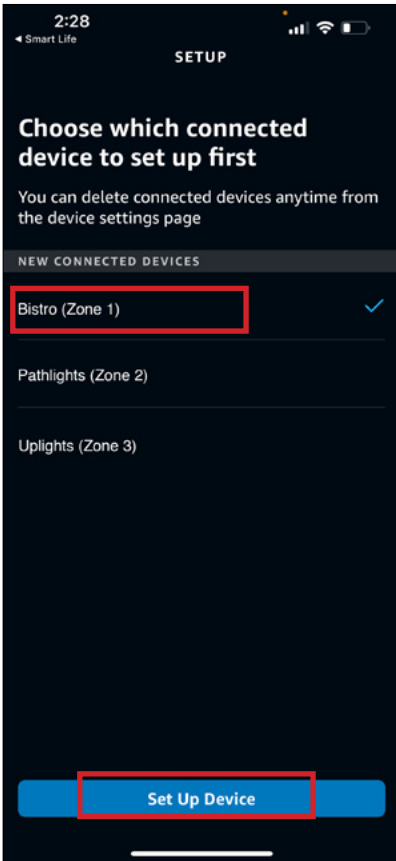 2:28
◀ Smart Life
SETUP
Choose which connected
device to set up first
You can delete connected devices anytime from
the device settings page
NEW CONNECTED DEVICES
Bistro (Zone 1)
Pathlights (Zone 2)
Uplights (Zone 3)
Set Up Device